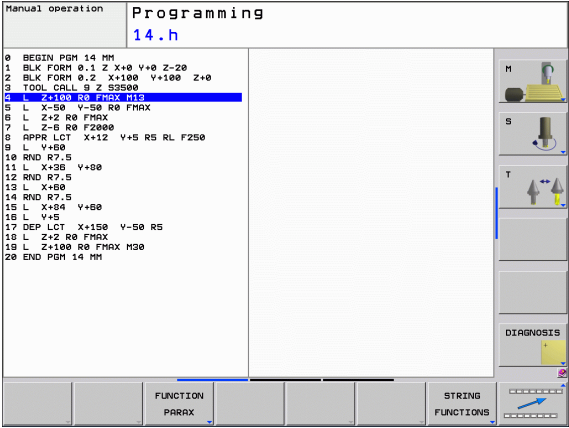 Manual operation
Programming
14.h
0 BEGIN PGM 14 MM
1 BLK FORM 0.1 Z X+0 Y+0 Z-20
2 BLK FORM 0.2 X+100 Y+100 Z+0
3 TOOL CALL 9 Z S3500
4 L Z+100 R0 FMAX M13
5 L X-50 Y-50 R0 FMAX
6 L Z+2 R0 FMAX
7 L Z-6 R0 F2000
8 APPR LCT X+12 Y+5 R5 RL F250
9 L Y+60
10 RND R7.5
11 L X+36 Y+80
12 RND R7.5
13 L X+60
14 RND R7.5
15 L X+84 Y+60
16 L Y+5
17 DEP LCT X+150 Y-50 R5
18 L Z+2 R0 FMAX
19 L Z+100 R0 FMAX M30
20 END PGM 14 MM
M
S
T
DIAGNOSIS
FUNCTION
PARAX
STRING
FUNCTIONS